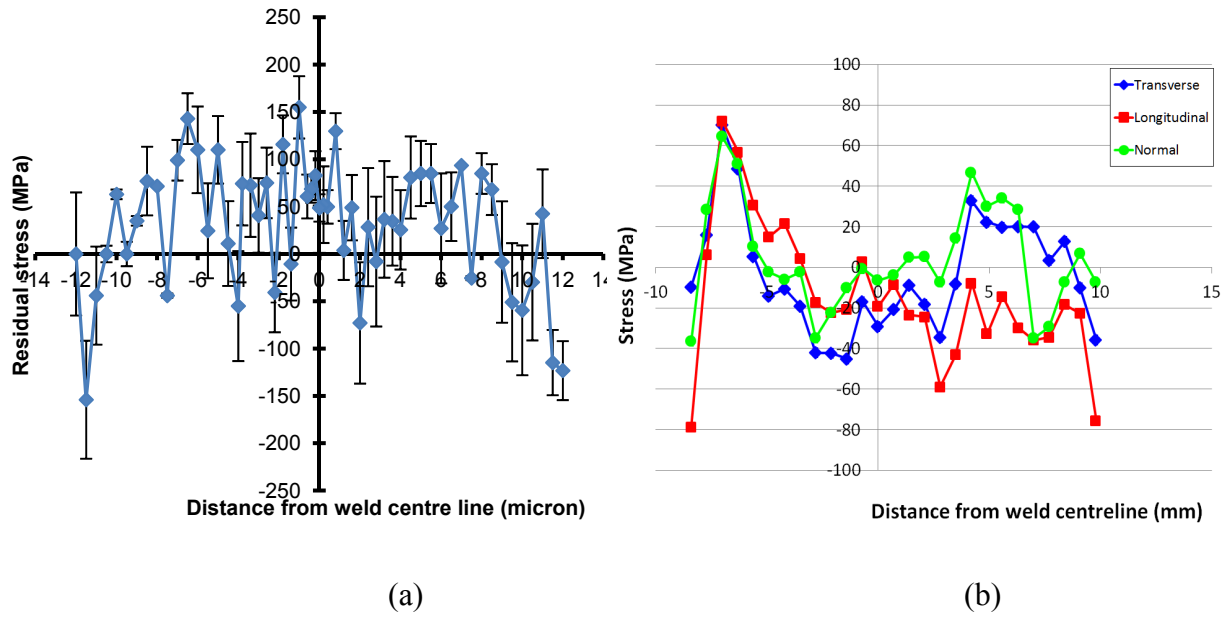 250
200
150
100
50
0
-50
-100
-150
-200
-250
-14 -12 -10 -8 -6 -4 -2 0 2 4 6 8 10 12 14
Residual stress (MPa)
Distance from weld centre line (micron)
(a)
100
80
60
40
20
0
-20
-40
-60
-80
-100
-10 -5 0 5 10 15
Stress (MPa)
Transverse
Longitudinal
Normal
Distance from weld centreline (mm)
(b)